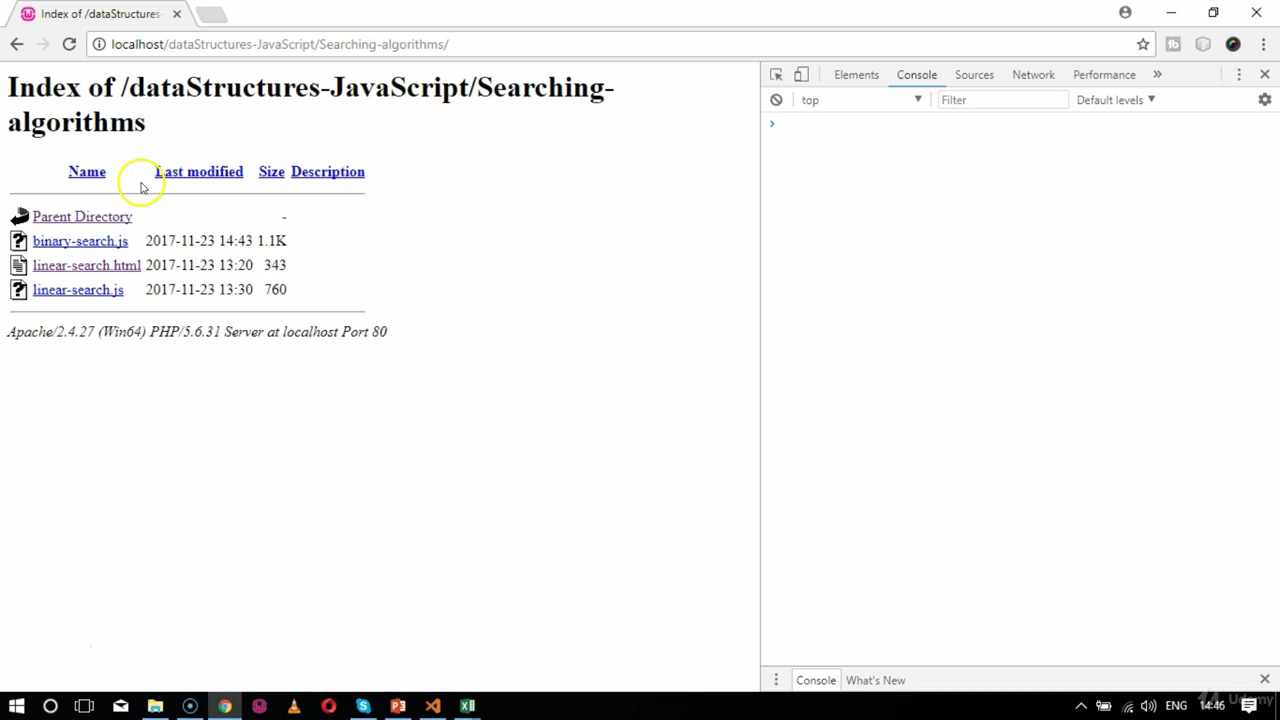 Index of /dataStructures-
localhost/dataStructures-JavaScript/Searching-algorithms/
Index of /dataStructures-JavaScript/Searching-
algorithms
Name Last modified Size Description
Parent Directory -
binary-search.js 2017-11-23 14:43 1.1K
linear-search.html 2017-11-23 13:20 343
linear-search.js 2017-11-23 13:30 760
Apache/2.4.27 (Win64) PHP/5.6.31 Server at localhost Port 80
Elements Console Sources Network Performance »
top Filter Default levels
Console What's New
ENG 14:46
Udemy